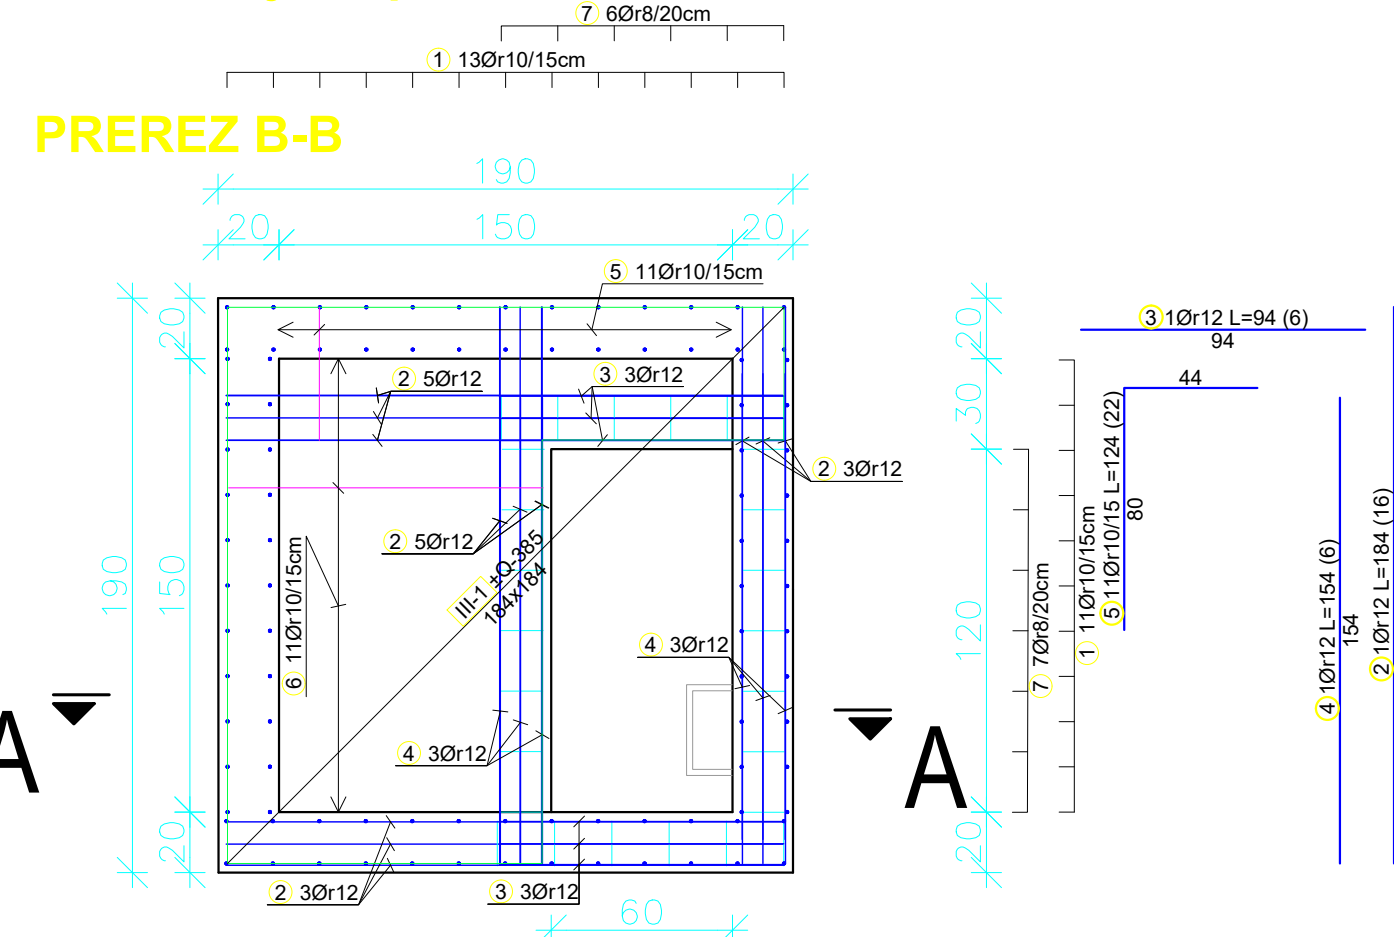 7 6Ør8/20cm
1 13Ør10/15cm
PREREZ B-B
190
20 150 20
5 11Ør10/15cm
3 1Ør12 L=94 (6)
94
20
20
2 5Ør12
3 3Ør12
44
30
2 3Ør12
2 5Ør12
III-1 ±Q-385
184x184
190
150
6 11Ør10/15cm
5 11Ør10/15 L=124 (22)
80
1 11Ør10/15cm
7 7Ør8/20cm
120
4 1Ør12 L=154 (6)
154
2 1Ør12 L=184 (16)
4 3Ør12
4 3Ør12
A
A
20
20
2 3Ør12
3 3Ør12
60